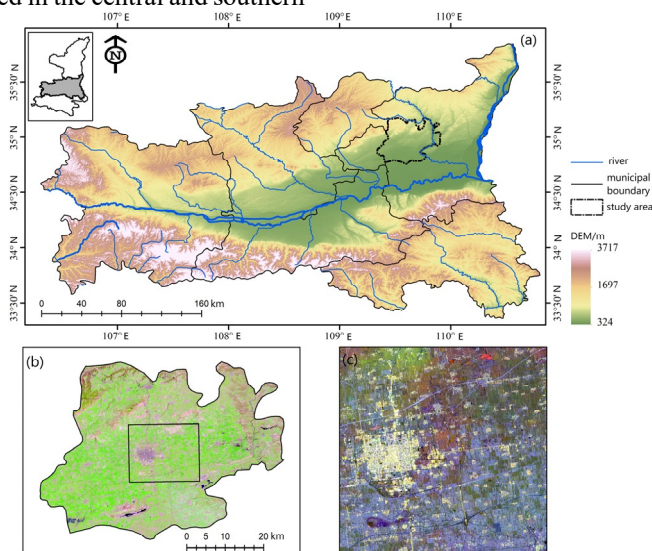 ed in the central and southern
107° E 108° E 109° E 110° E
(a)
N
35°30′ N 35°30′ N
35° N 35° N
34°30′ N 34°30′ N
34° N 34° N
33°30′ N 33°30′ N
0 40 80 160 km
107° E 108° E 109° E 110° E
river
municipal
boundary
study area
DEM/m
3717
1697
324
(b)
0 5 10 20 km
(c)